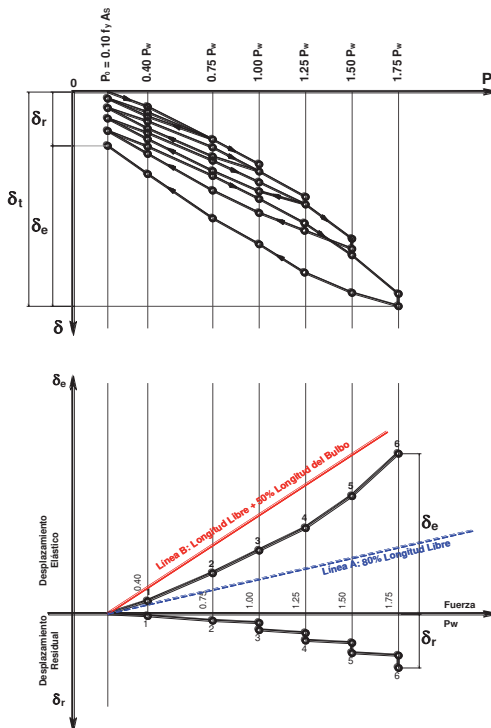 P₀ = 0.10 fy As
0.40 Pw
0.75 Pw
1.00 Pw
1.25 Pw
1.50 Pw
1.75 Pw
0
P
δr
δt
δe
δ
δe
Línea B: Longitud Libre + 50% Longitud del Bulbo
6
5
4
3
2
1
δe
Línea A: 80% Longitud Libre
Desplazamiento
Elástico
0.40
0.75
1.00
1.25
1.50
1.75
Fuerza
Pw
Desplazamiento
Residual
1
2
3
4
5
6
δr
δr